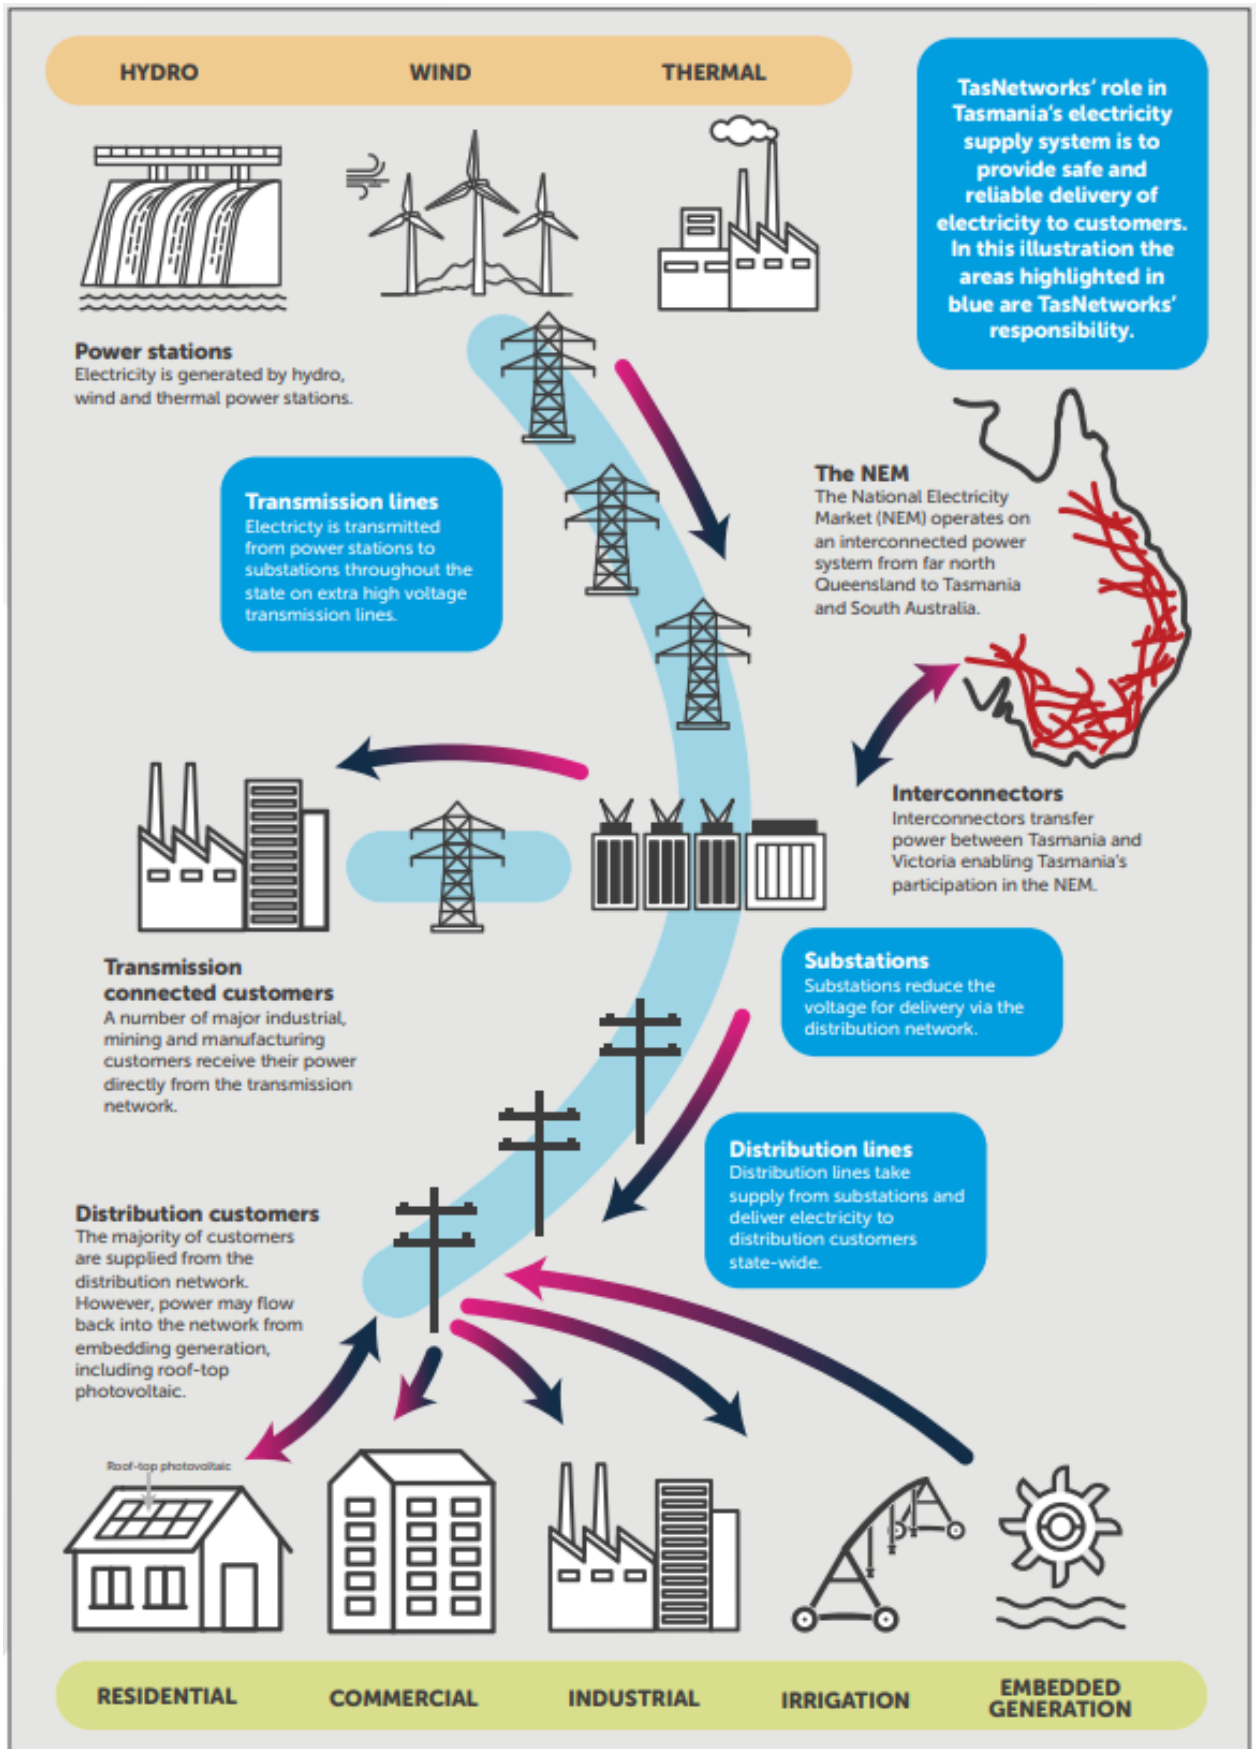 HYDRO WIND THERMAL
TasNetworks' role in
Tasmania's electricity
supply system is to
provide safe and
reliable delivery of
electricity to customers.
In this illustration the
areas highlighted in
blue are TasNetworks'
responsibility.
Power stations
Electricity is generated by hydro,
wind and thermal power stations.
Transmission lines
Electricty is transmitted
from power stations to
substations throughout the
state on extra high voltage
transmission lines.
The NEM
The National Electricity
Market (NEM) operates on
an interconnected power
system from far north
Queensland to Tasmania
and South Australia.
Interconnectors
Interconnectors transfer
power between Tasmania and
Victoria enabling Tasmania's
participation in the NEM.
Transmission
connected customers
A number of major industrial,
mining and manufacturing
customers receive their power
directly from the transmission
network.
Substations
Substations reduce the
voltage for delivery via the
distribution network.
Distribution lines
Distribution lines take
supply from substations and
deliver electricity to
distribution customers
state-wide.
Distribution customers
The majority of customers
are supplied from the
distribution network.
However, power may flow
back into the network from
embedding generation,
including roof-top
photovoltaic.
Roof-top photovoltaic
RESIDENTIAL COMMERCIAL INDUSTRIAL IRRIGATION EMBEDDED
GENERATION